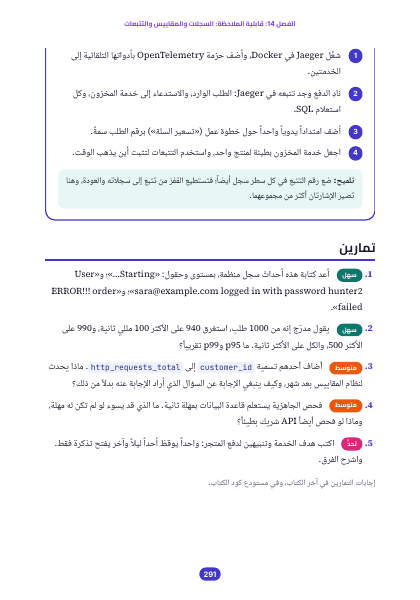 الفصل 14: قابلية الملاحظة: السجلات والمقاييس والتتبعات
1 شغّل Jaeger في Docker، وأضف حزمة OpenTelemetry بأدواتها التلقائية إلى
الخدمتين.
2 نادِ الدفع وجد تتبعه في Jaeger: الطلب الوارد، والاستدعاء إلى خدمة المخزون، وكل
استعلام SQL.
3 أضف امتداداً يدوياً واحداً حول خطوة عمل («تسعير السلة») برقم الطلب سمةً.
4 اجعل خدمة المخزون بطيئة لمنتج واحد، واستخدم التتبعات لتثبت أين يذهب الوقت.
تلميح: ضع رقم التتبع في كل سطر سجل أيضاً؛ فتستطيع القفز من تتبع إلى سجلاته والعودة، وهنا
تصير الإشارتان أكثر من مجموعهما.
تمارين
1. سهل أعد كتابة هذه أحداث سجل منظمة، بمستوى وحقول: «Starting...»؛ و«User
sara@example.com logged in with password hunter2»؛ و«ERROR!!! order
failed».
2. سهل يقول مدرّج إنه من 1000 طلب، استغرق 940 على الأكثر 100 مللي ثانية، و990 على
الأكثر 500، والكل على الأكثر ثانية. ما p95 و p99 تقريباً؟
3. متوسط أضاف أحدهم تسمية customer_id إلى http_requests_total. ماذا يحدث
لنظام المقاييس بعد شهر، وكيف ينبغي الإجابة عن السؤال الذي أراد الإجابة عنه بدلاً من ذلك؟
4. متوسط فحص الجاهزية يستعلم قاعدة البيانات بمهلة ثانية. ما الذي قد يسوء لو لم تكن له مهلة،
وماذا لو فحص أيضاً API شريك بطيئاً؟
5. تحدٍّ اكتب هدف الخدمة وتنبيهين لدفع المتجر: واحداً يوقظ أحداً ليلاً وآخر يفتح تذكرة فقط.
واشرح الفرق.
إجابات التمارين في آخر الكتاب، وفي مستودع كود الكتاب.
291